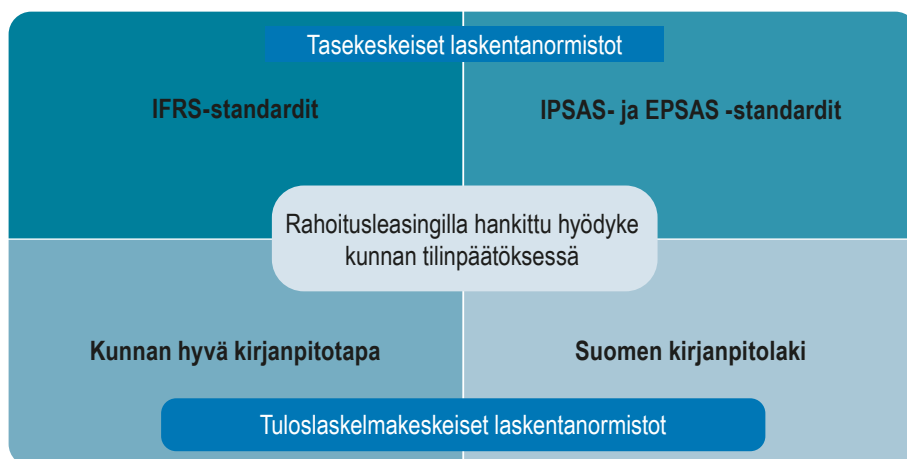 Tasekeskeiset laskentanormistot
IFRS-standardit
IPSAS- ja EPSAS -standardit
Rahoitusleasingilla hankittu hyödyke
kunnan tilinpäätöksessä
Kunnan hyvä kirjanpitotapa
Suomen kirjanpitolaki
Tuloslaskelmakeskeiset laskentanormistot